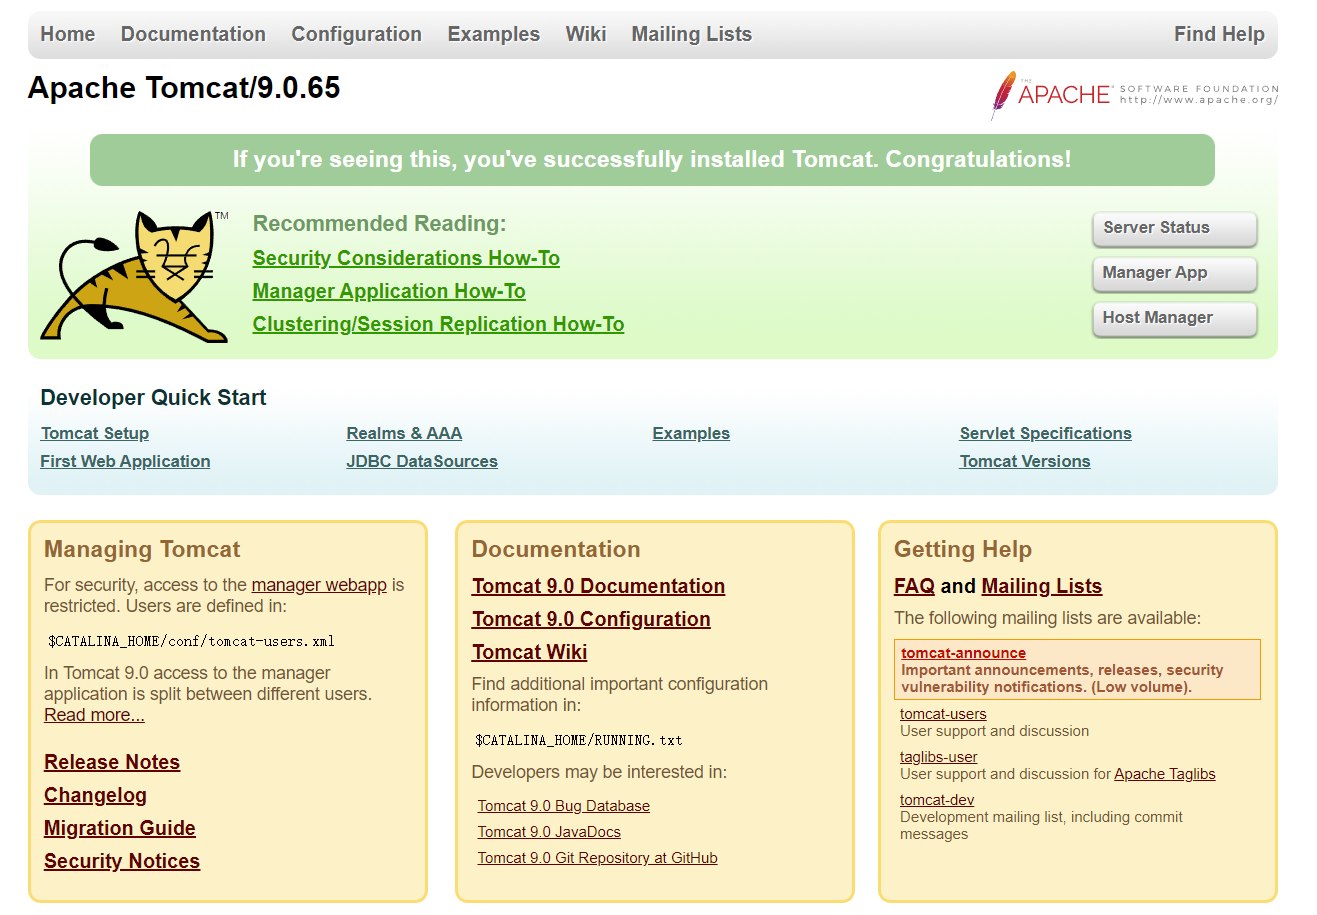 Home Documentation Configuration Examples Wiki Mailing Lists Find Help
Apache Tomcat/9.0.65
THE
APACHE® SOFTWARE FOUNDATION
http://www.apache.org/
If you're seeing this, you've successfully installed Tomcat. Congratulations!
TM
Recommended Reading:
Security Considerations How-To
Manager Application How-To
Clustering/Session Replication How-To
Server Status
Manager App
Host Manager
Developer Quick Start
Tomcat Setup
First Web Application
Realms & AAA
JDBC DataSources
Examples
Servlet Specifications
Tomcat Versions
Managing Tomcat
For security, access to the manager webapp is
restricted. Users are defined in:
$CATALINA_HOME/conf/tomcat-users.xml
In Tomcat 9.0 access to the manager
application is split between different users.
Read more...
Release Notes
Changelog
Migration Guide
Security Notices
Documentation
Tomcat 9.0 Documentation
Tomcat 9.0 Configuration
Tomcat Wiki
Find additional important configuration
information in:
$CATALINA_HOME/RUNNING.txt
Developers may be interested in:
Tomcat 9.0 Bug Database
Tomcat 9.0 JavaDocs
Tomcat 9.0 Git Repository at GitHub
Getting Help
FAQ and Mailing Lists
The following mailing lists are available:
tomcat-announce
Important announcements, releases, security
vulnerability notifications. (Low volume).
tomcat-users
User support and discussion
taglibs-user
User support and discussion for Apache Taglibs
tomcat-dev
Development mailing list, including commit
messages